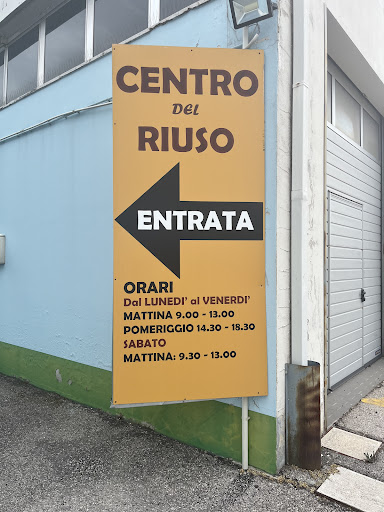 CENTRO
DEL
RIUSO
ENTRATA
ORARI
Dal LUNEDI' al VENERDI'
MATTINA 9.00 - 13.00
POMERIGGIO 14.30 - 18.30
SABATO
MATTINA: 9.30 - 13.00